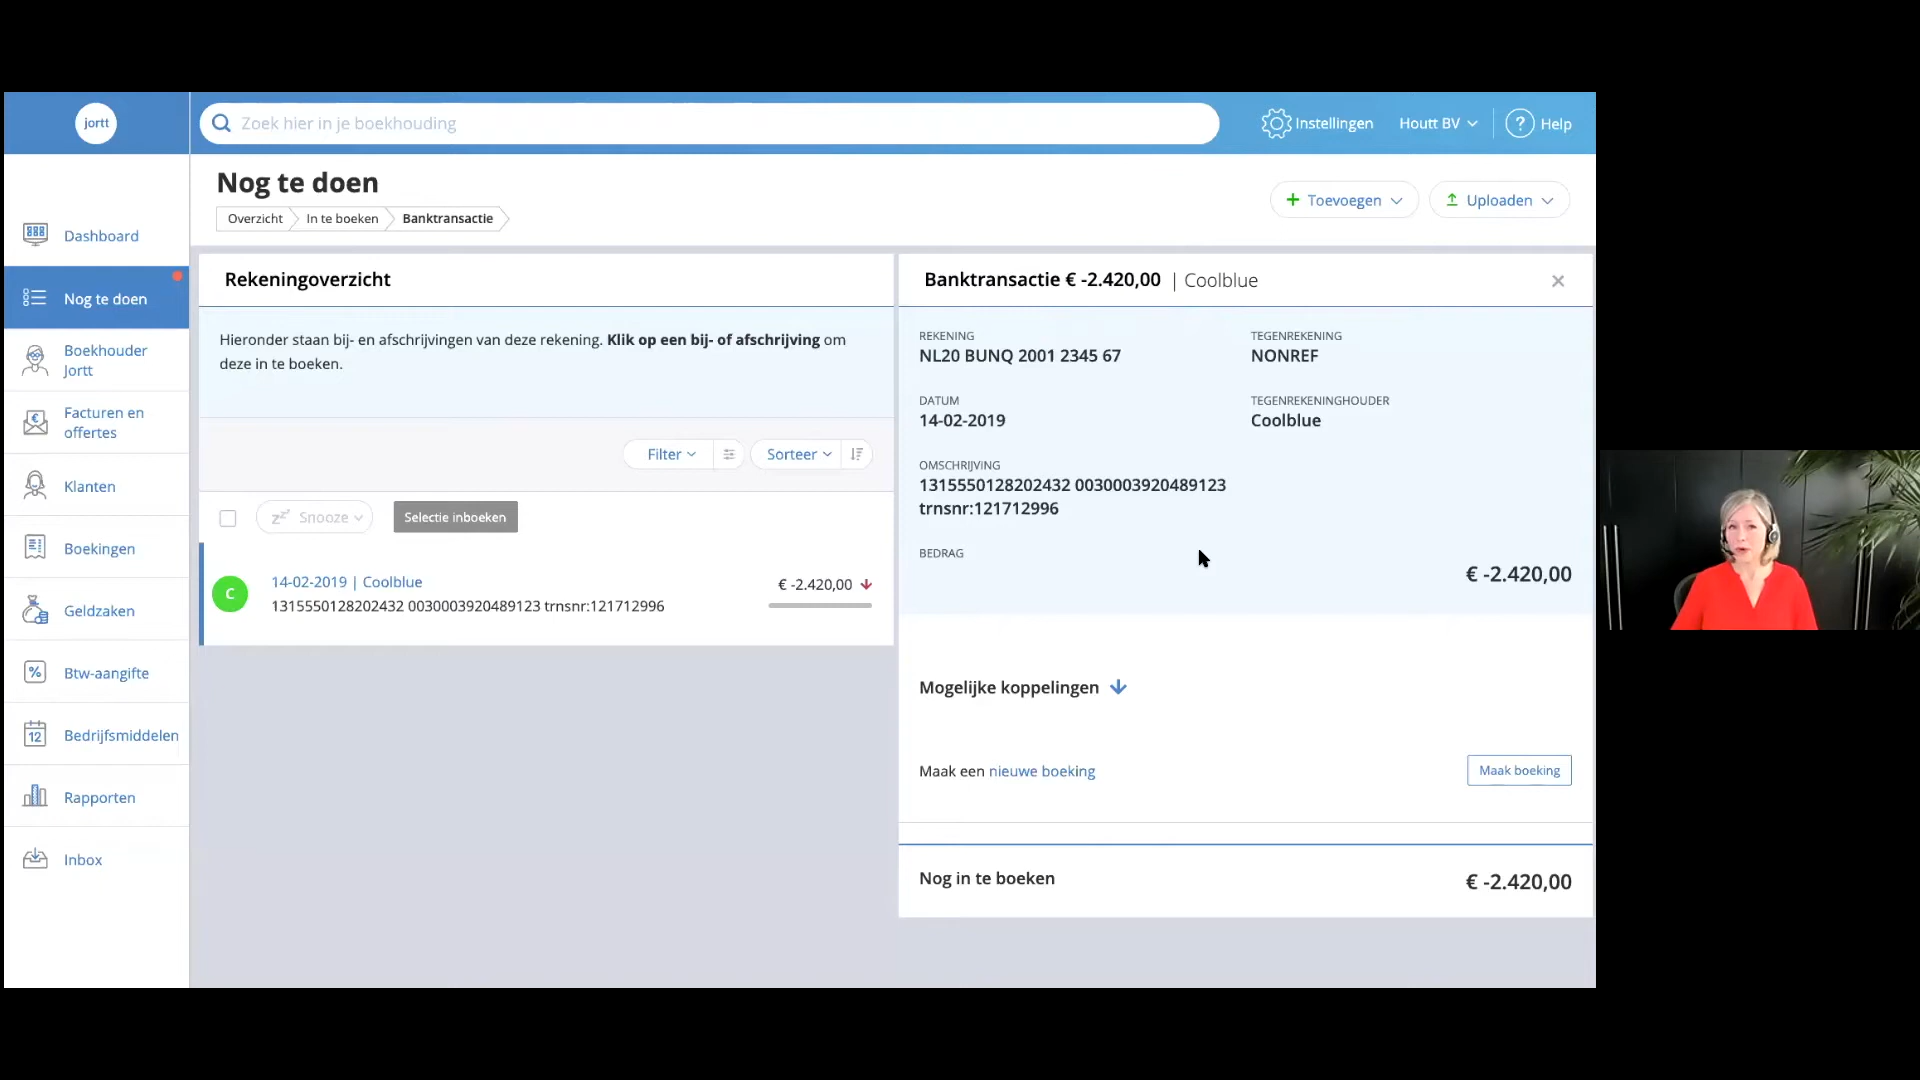 jortt
Zoek hier in je boekhouding
Instellingen
Houtt BV
? Help
Nog te doen
Overzicht
In te boeken
Banktransactie
+ Toevoegen
Uploaden
Dashboard
Nog te doen
Boekhouder
Jortt
Facturen en
offertes
Klanten
Boekingen
Geldzaken
% Btw-aangifte
12 Bedrijfsmiddelen
Rapporten
Inbox
Rekeningoverzicht
Hieronder staan bij- en afschrijvingen van deze rekening. Klik op een bij- of afschrijving om
deze in te boeken.
Filter
Sorteer
zzz Snooze
Selectie inboeken
C
14-02-2019 | Coolblue
€ -2.420,00
1315550128202432 0030003920489123 trnsnr:121712996
Banktransactie € -2.420,00 | Coolblue
REKENING
NL20 BUNQ 2001 2345 67
TEGENREKENING
NONREF
DATUM
14-02-2019
TEGENREKENINGHOUDER
Coolblue
OMSCHRIJVING
1315550128202432 0030003920489123
trnsnr:121712996
BEDRAG
€ -2.420,00
Mogelijke koppelingen
Maak een nieuwe boeking
Maak boeking
Nog in te boeken
€ -2.420,00